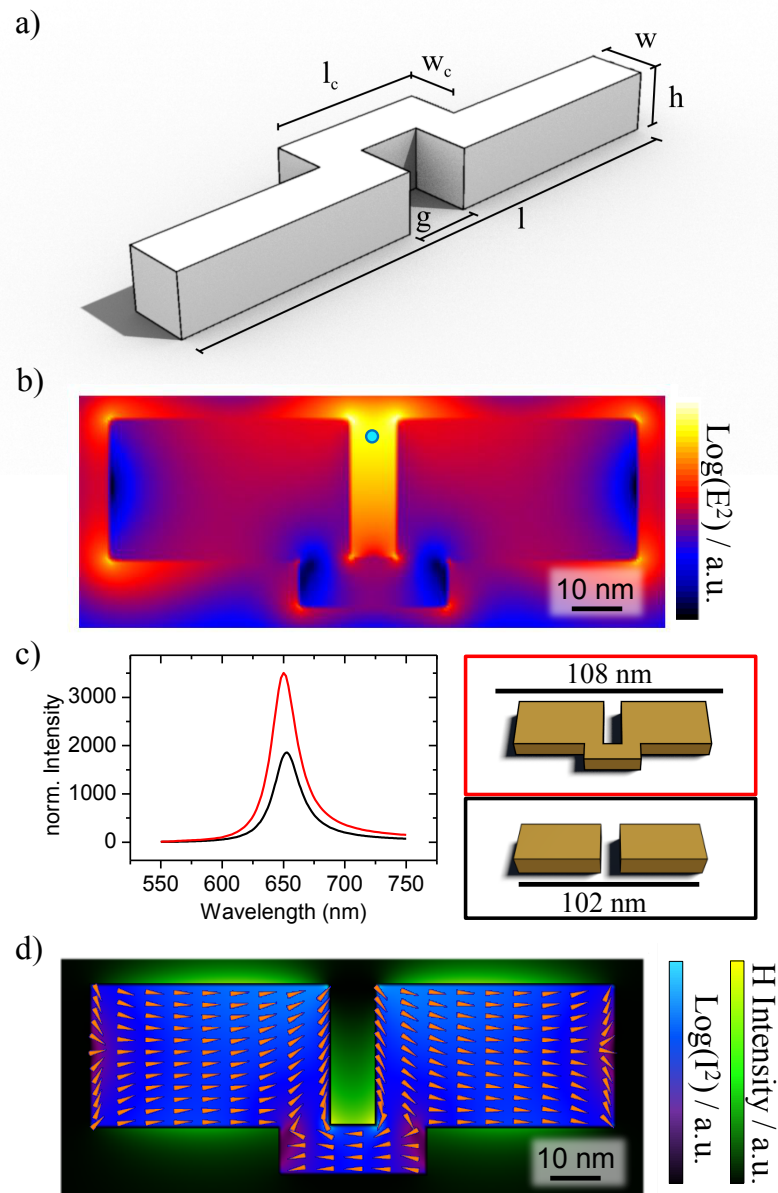 a)
l_c
w_c
w
h
g
l
b)
10 nm
Log(E²) / a.u.
c)
norm. Intensity
3000
2000
1000
0
550 600 650 700 750
Wavelength (nm)
108 nm
102 nm
d)
10 nm
Log(I²) / a.u.
H Intensity / a.u.